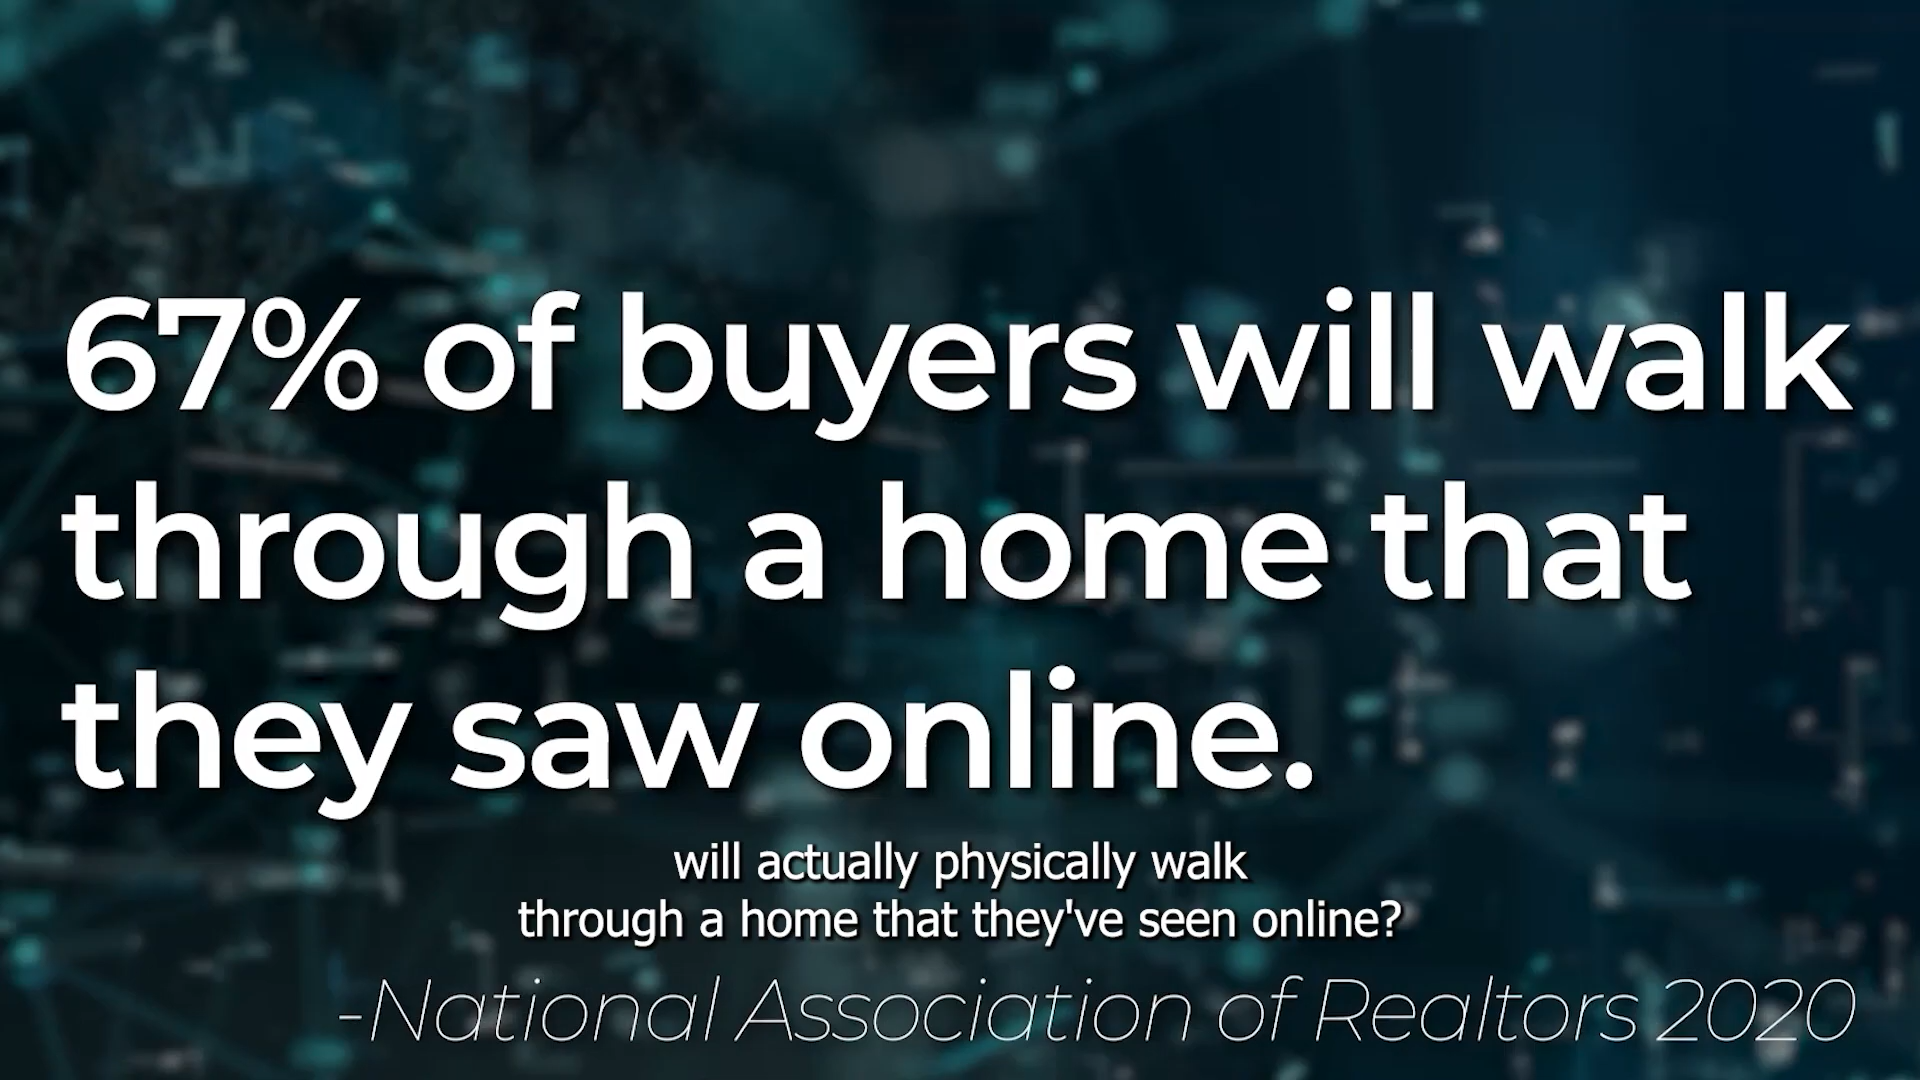 67% of buyers will walk
through a home that
they saw online.
will actually physically walk
through a home that they've seen online?
-National Association of Realtors 2020